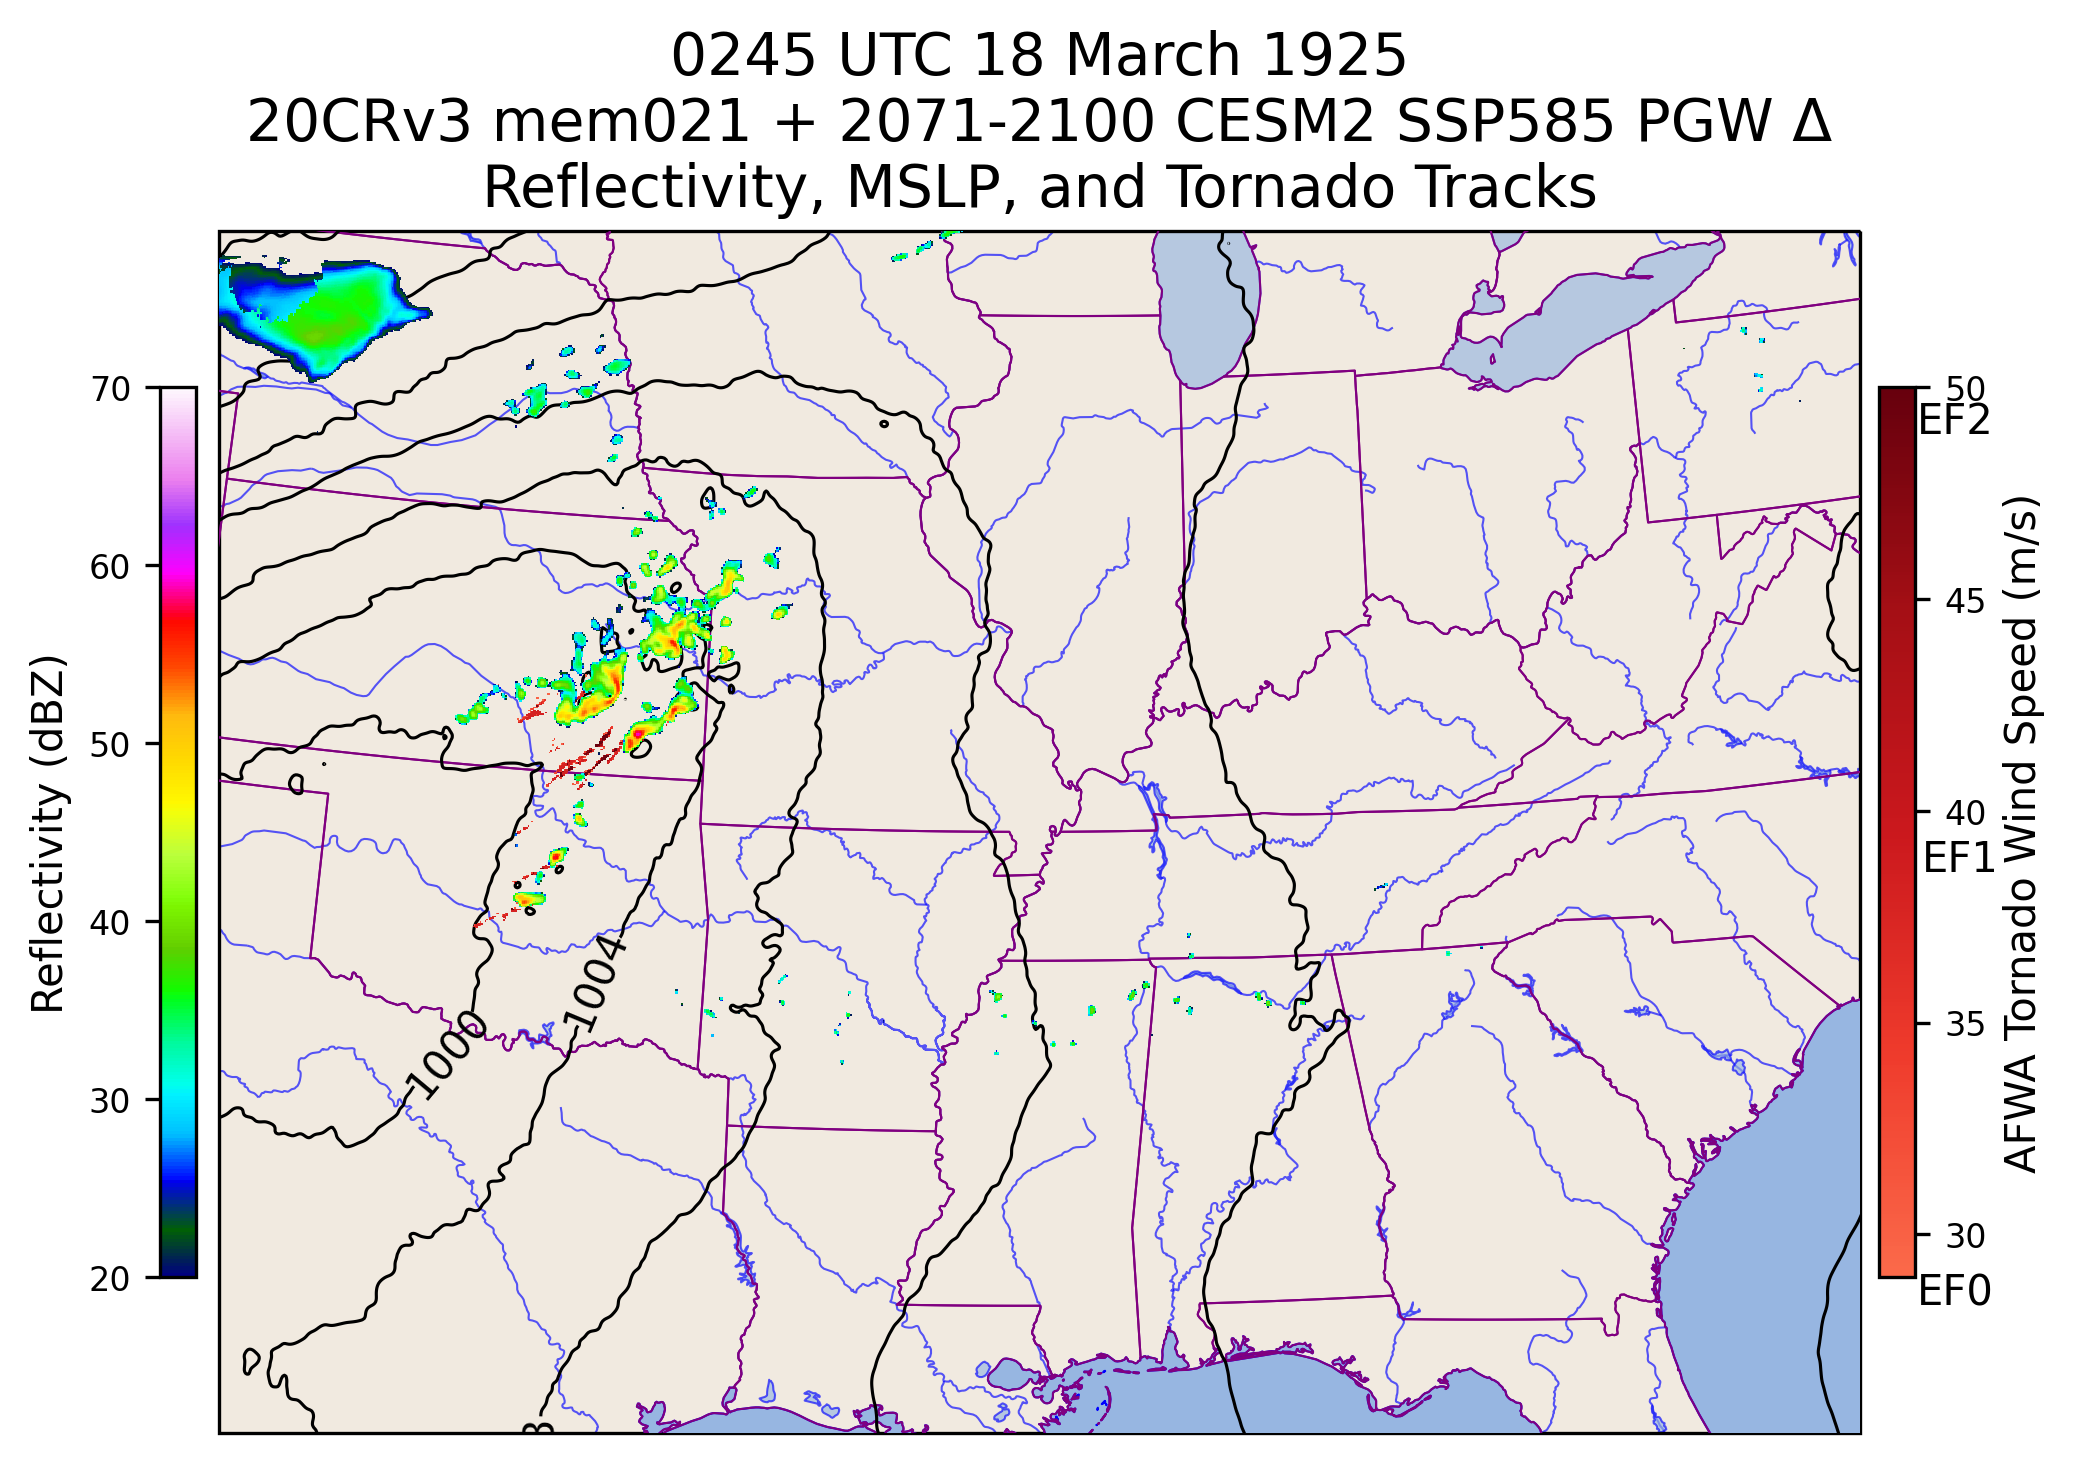 0245 UTC 18 March 1925
20CRv3 mem021 + 2071-2100 CESM2 SSP585 PGW Δ
Reflectivity, MSLP, and Tornado Tracks
70
60
50
40
30
20
Reflectivity (dBZ)
1000
1004
8
50
EF2
45
40
EF1
35
30
EF0
AFWA Tornado Wind Speed (m/s)